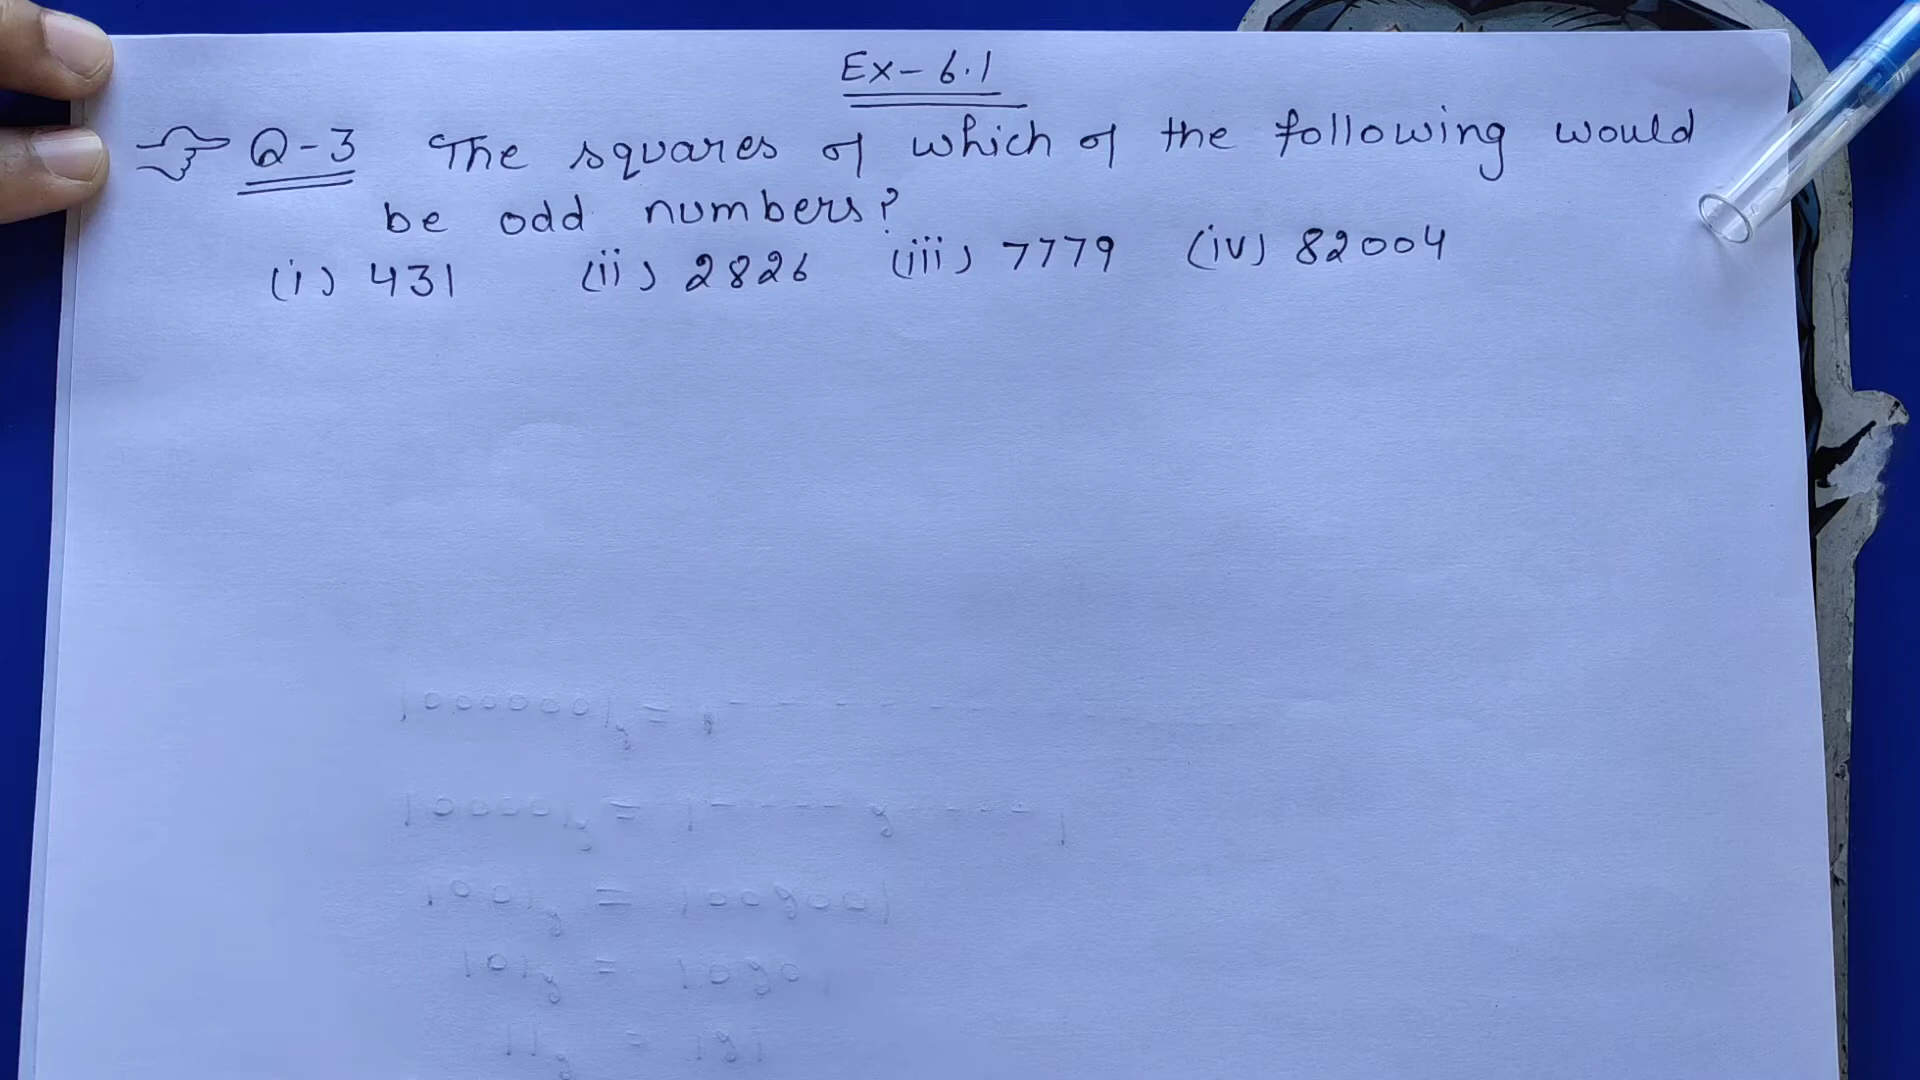 Ex-6.1
Q-3 The squares of which of the following would
be odd numbers?
(i) 431 (ii) 2826 (iii) 7779 (iv) 82004